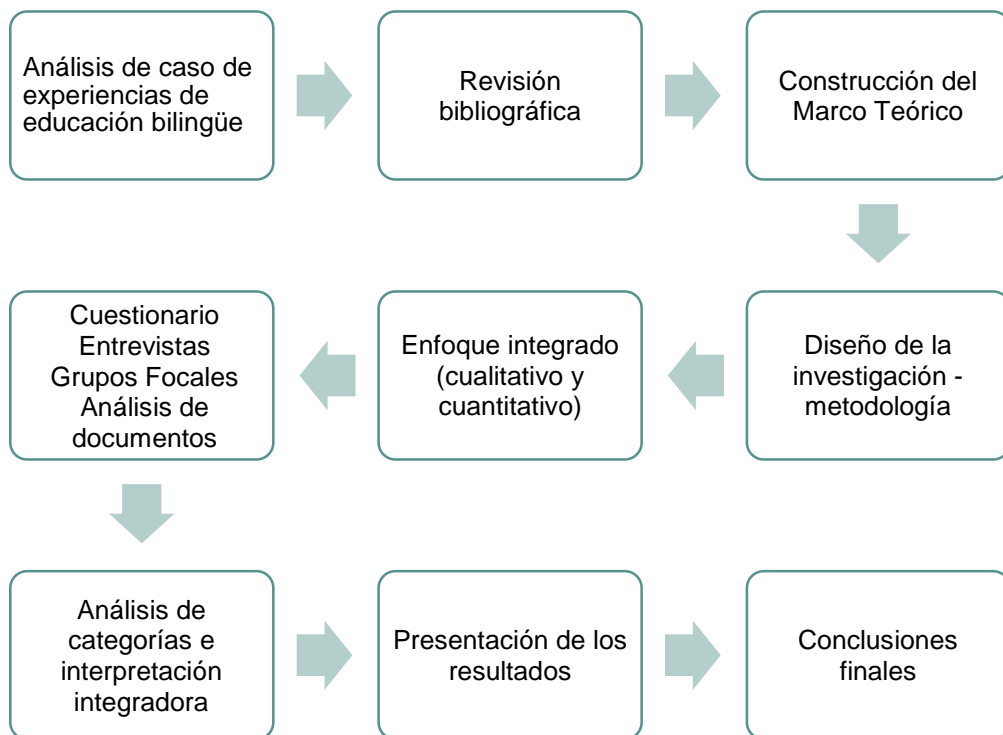 Análisis de caso de
experiencias de
educación bilingüe
Revisión
bibliográfica
Construcción del
Marco Teórico
Diseño de la
investigación -
metodología
Enfoque integrado
(cualitativo y
cuantitativo)
Cuestionario
Entrevistas
Grupos Focales
Análisis de
documentos
Análisis de
categorías e
interpretación
integradora
Presentación de los
resultados
Conclusiones
finales